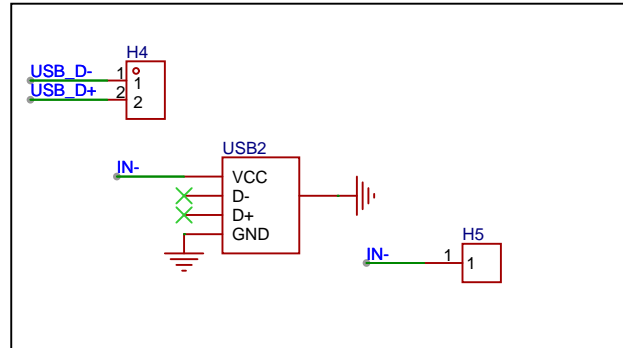 H4
USB_D- 1 1
USB_D+ 2 2
USB2
IN- VCC
D-
D+
GND
H5
IN- 1 1